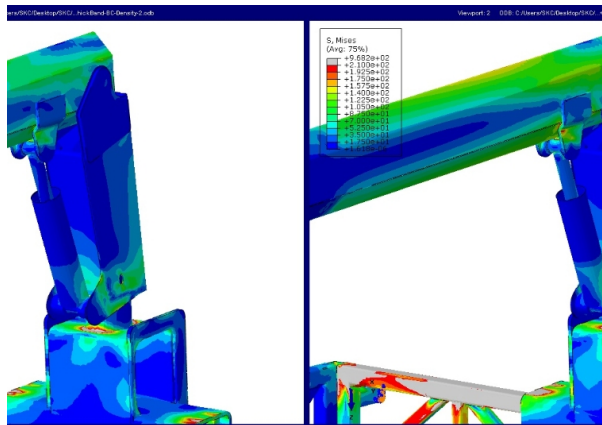 ers/SKC/Desktop/SKC/...hickBand-BC-Density-2.odb
Viewport: 2 ODB: C:/Users/SKC/Desktop/SKC/...
S, Mises
(Avg: 75%)
+9.682e+02
+2.100e+02
+1.925e+02
+1.750e+02
+1.575e+02
+1.400e+02
+1.225e+02
+1.050e+02
+8.750e+01
+7.000e+01
+5.250e+01
+3.500e+01
+1.750e+01